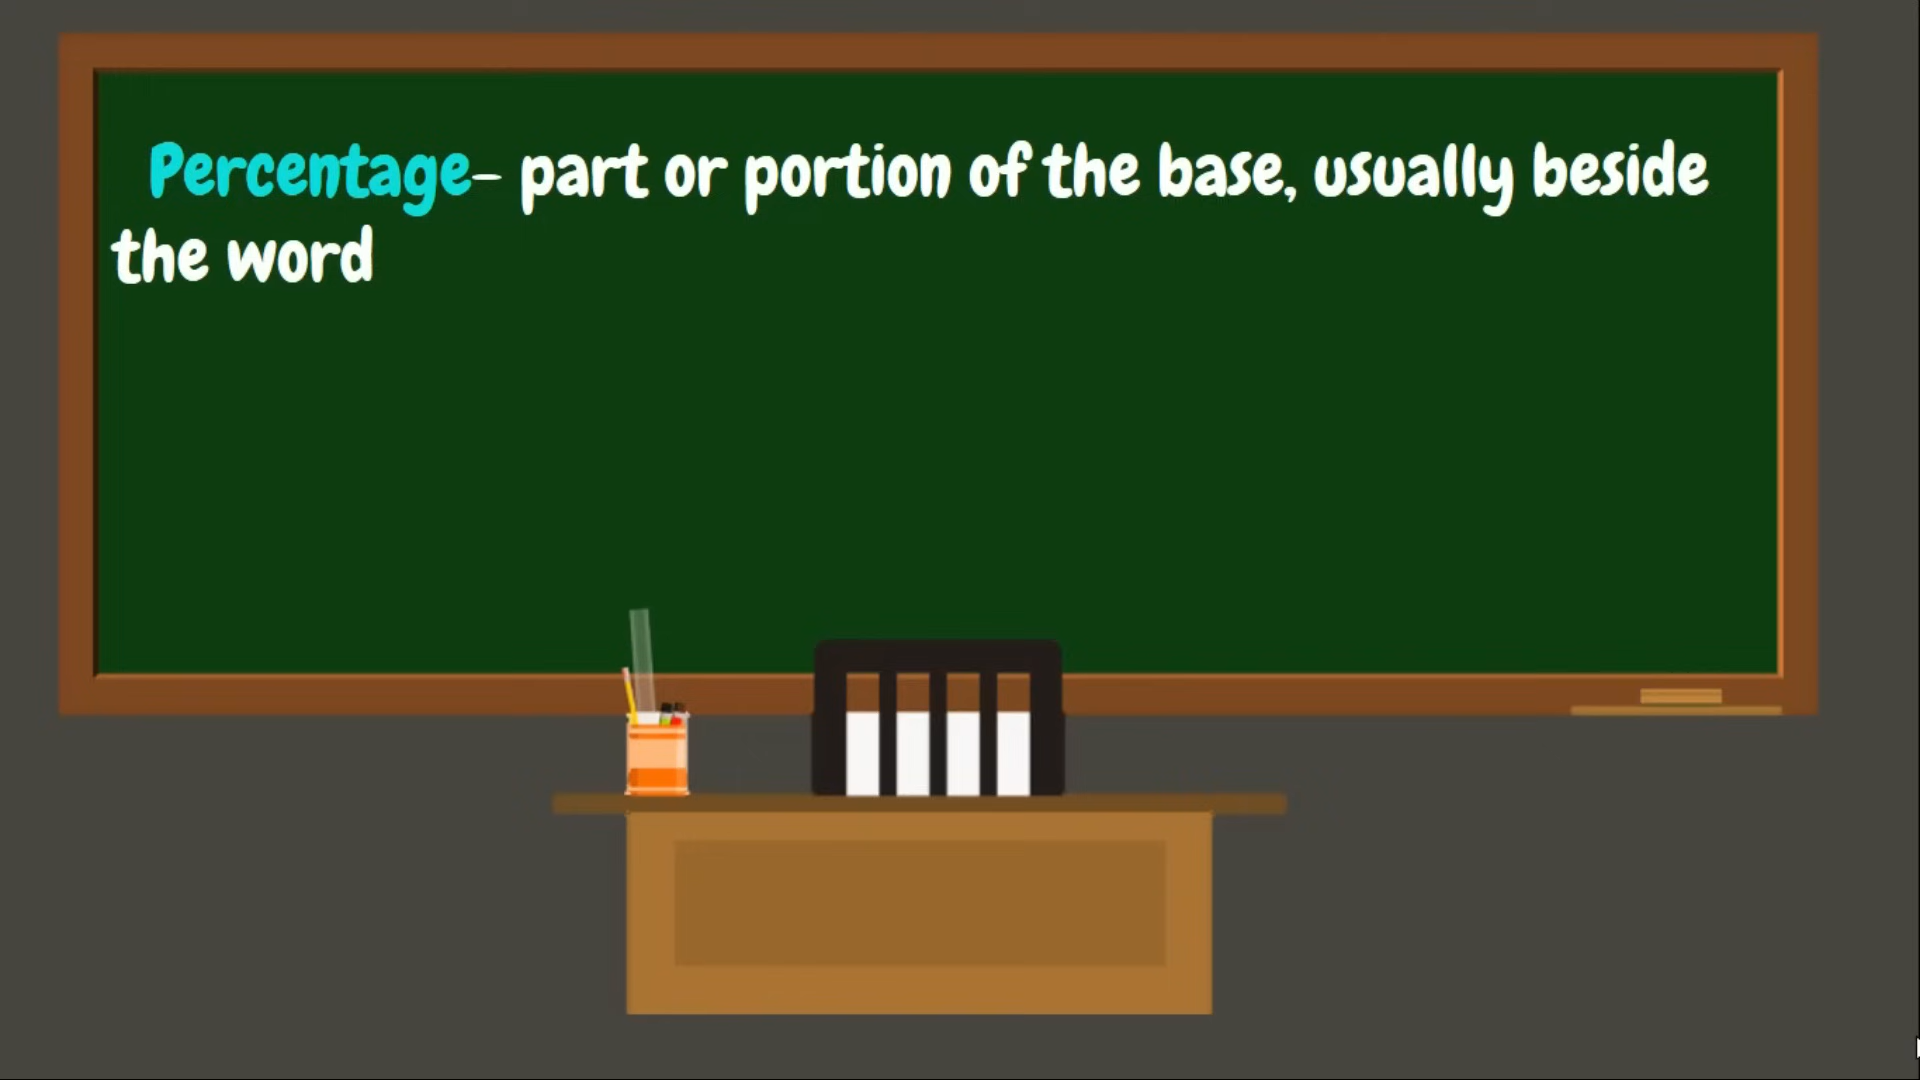 Percentage- part or portion of the base, usually beside
the word